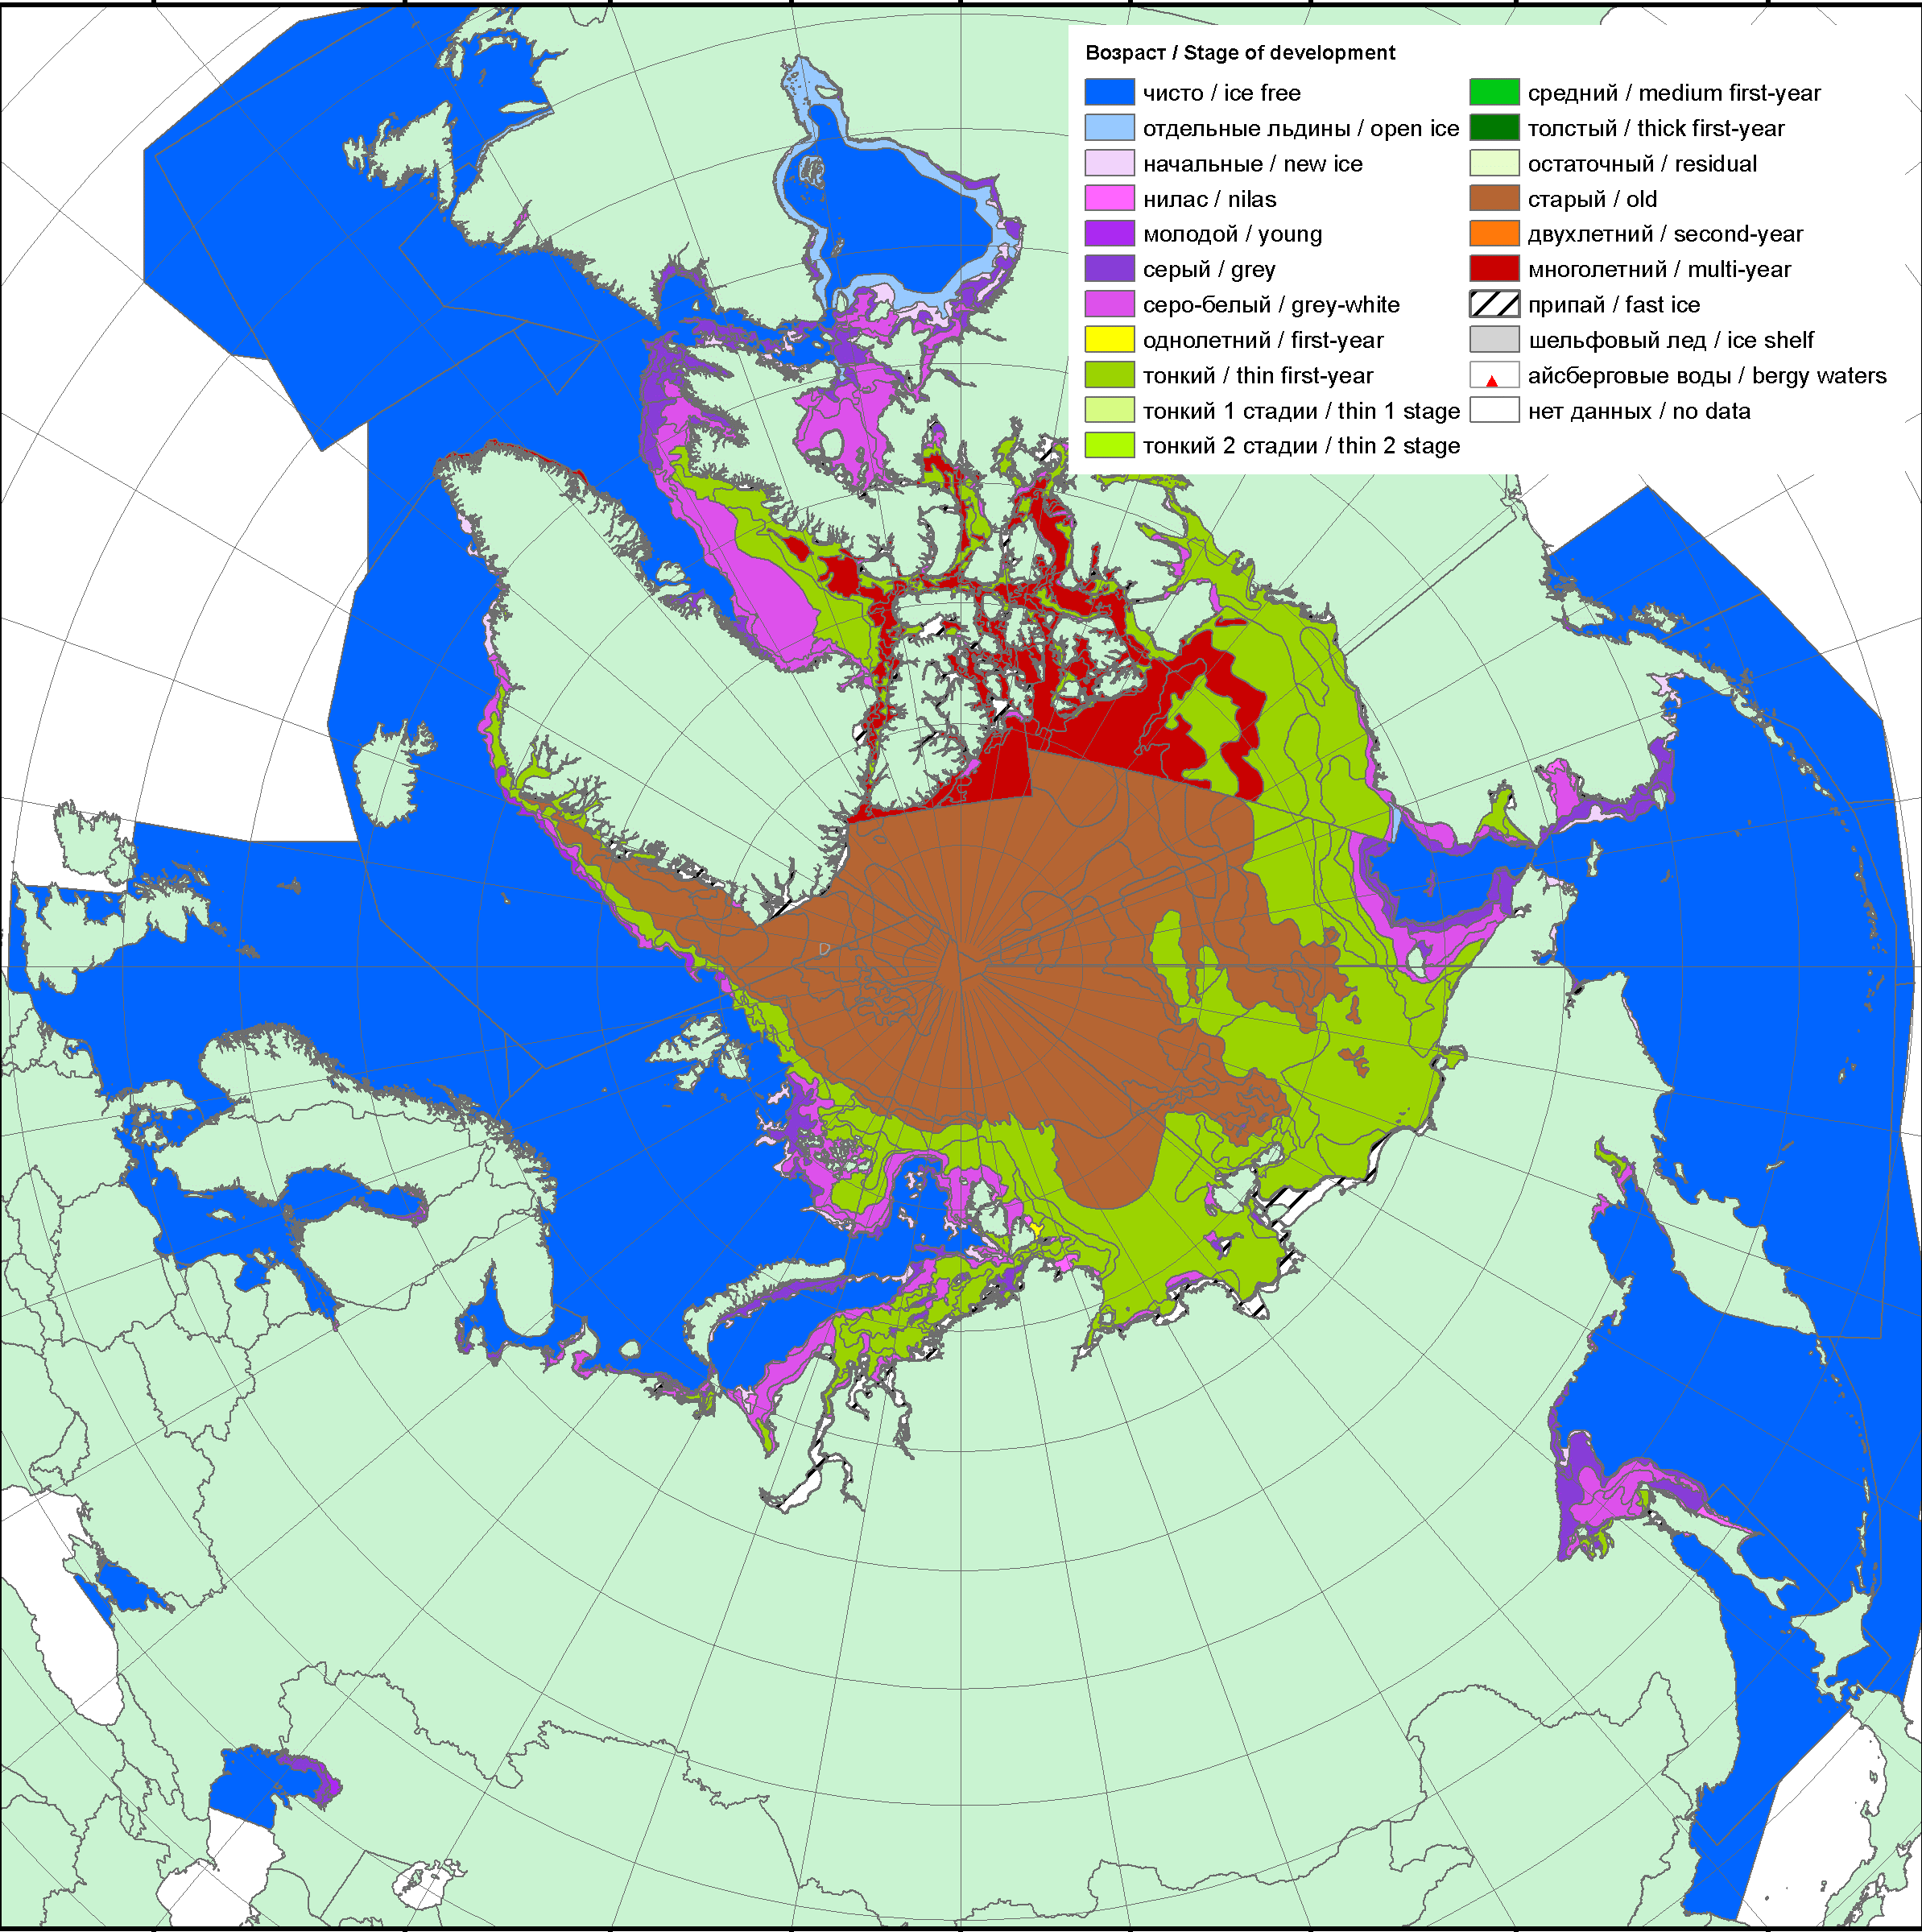 Возраст / Stage of development
чисто / ice free
отдельные льдины / open ice
начальные / new ice
нилас / nilas
молодой / young
серый / grey
серо-белый / grey-white
однолетний / first-year
тонкий / thin first-year
тонкий 1 стадии / thin 1 stage
тонкий 2 стадии / thin 2 stage
средний / medium first-year
толстый / thick first-year
остаточный / residual
старый / old
двухлетний / second-year
многолетний / multi-year
припай / fast ice
шельфовый лед / ice shelf
айсберговые воды / bergy waters
нет данных / no data
D